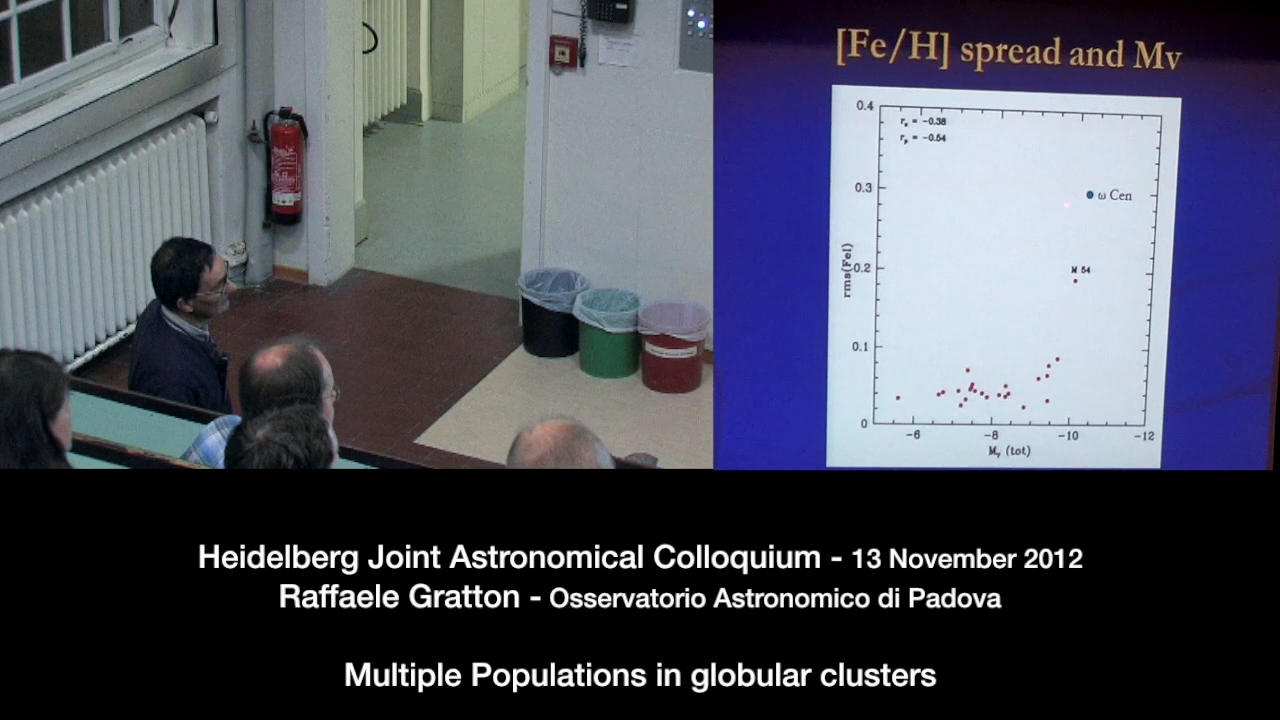 [Fe/H] spread and Mv
0.4
r_s = -0.38
r_p = -0.54
0.3
ω Cen
M 54
0.2
rms(FeI)
0.1
0
-6
-8
-10
-12
M_V (tot)
Heidelberg Joint Astronomical Colloquium - 13 November 2012
Raffaele Gratton - Osservatorio Astronomico di Padova
Multiple Populations in globular clusters